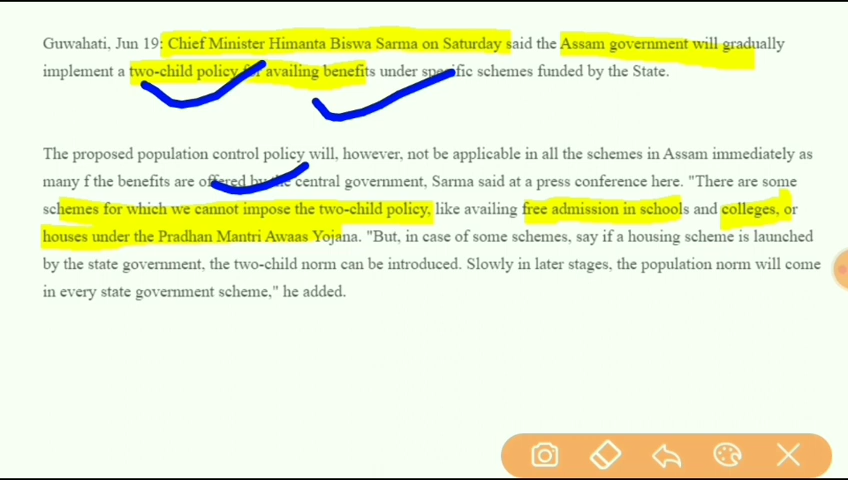 Guwahati, Jun 19: Chief Minister Himanta Biswa Sarma on Saturday said the Assam government will gradually
implement a two-child policy for availing benefits under specific schemes funded by the State.
The proposed population control policy will, however, not be applicable in all the schemes in Assam immediately as
many f the benefits are offered by the central government, Sarma said at a press conference here. "There are some
schemes for which we cannot impose the two-child policy, like availing free admission in schools and colleges, or
houses under the Pradhan Mantri Awaas Yojana. "But, in case of some schemes, say if a housing scheme is launched
by the state government, the two-child norm can be introduced. Slowly in later stages, the population norm will come
in every state government scheme," he added.